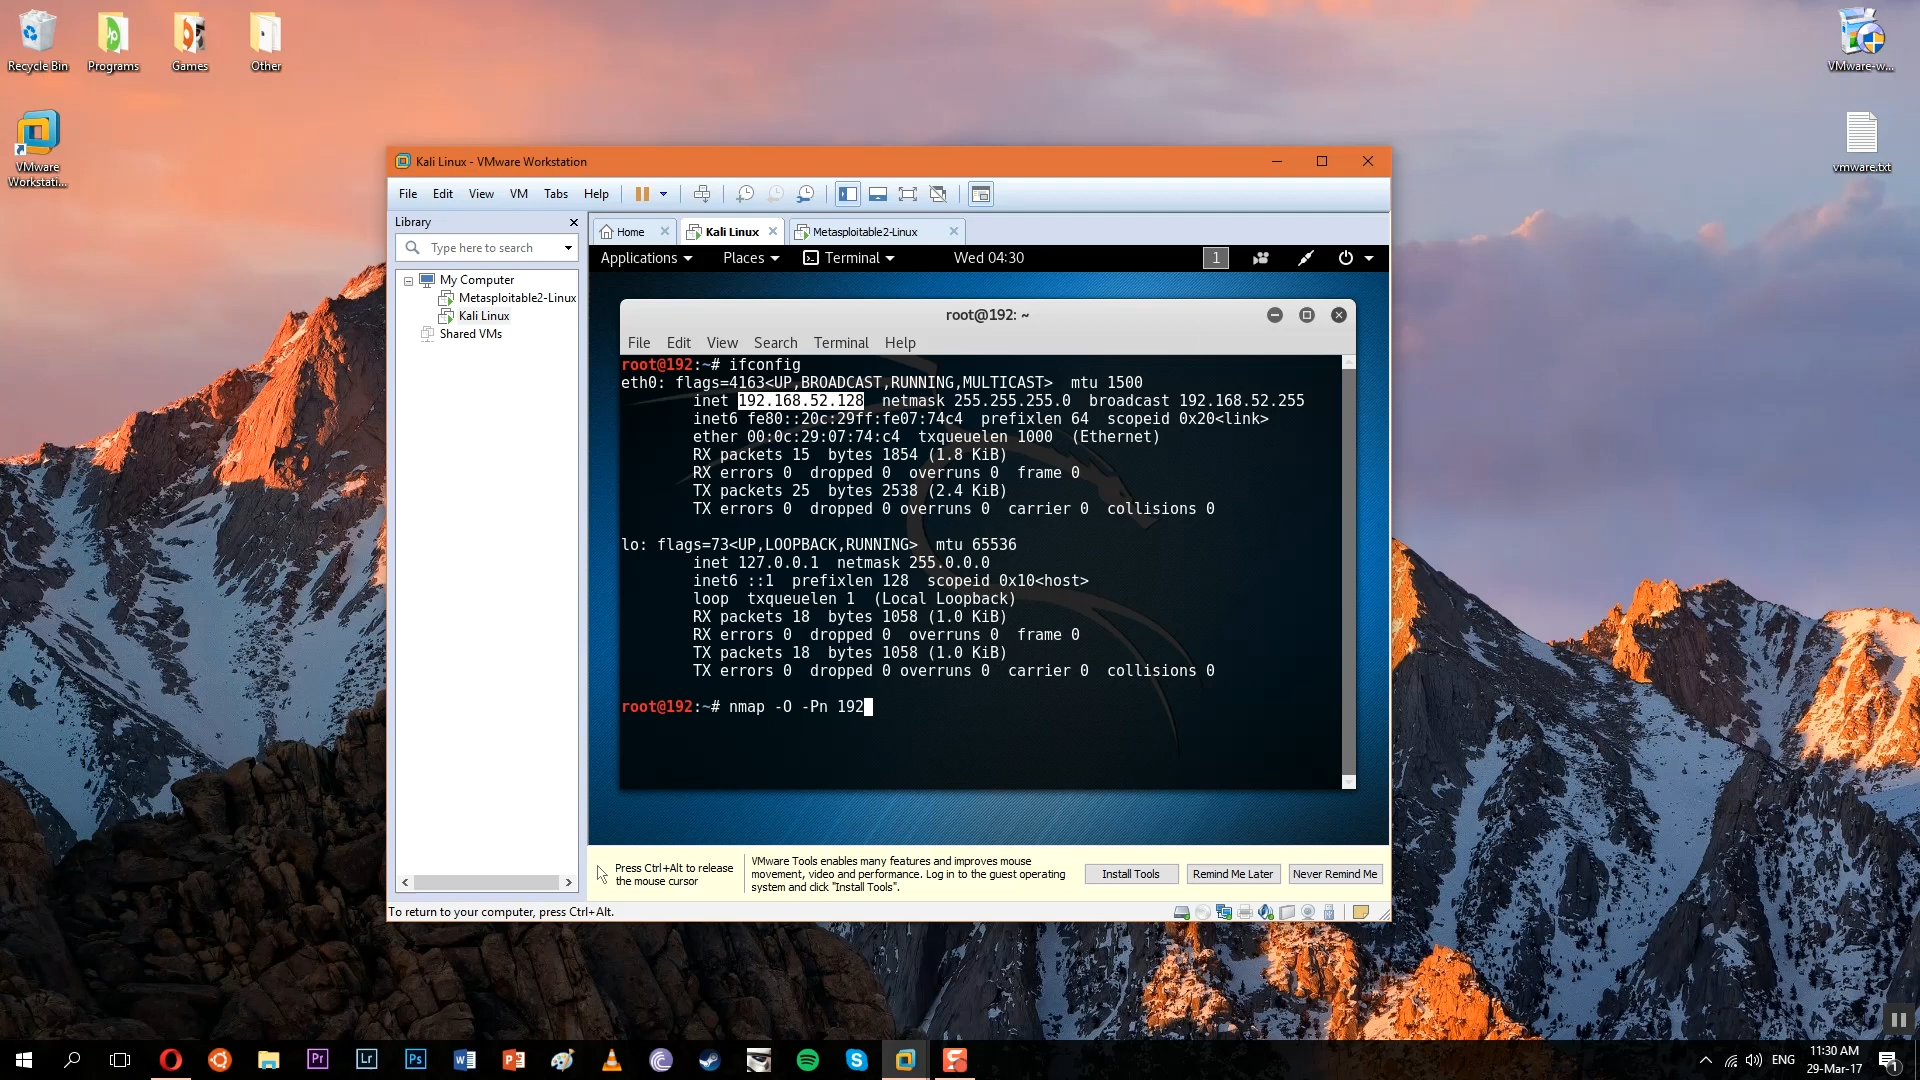 Recycle Bin
Programs
Games
Other
VMware-w...
VMware
Workstati...
vmware.txt
Kali Linux - VMware Workstation
File Edit View VM Tabs Help
Library
Type here to search
My Computer
Metasploitable2-Linux
Kali Linux
Shared VMs
Home
Kali Linux
Metasploitable2-Linux
Applications Places Terminal Wed 04:30 1
root@192: ~
File Edit View Search Terminal Help
root@192:~# ifconfig
eth0: flags=4163<UP,BROADCAST,RUNNING,MULTICAST>  mtu 1500
inet 192.168.52.128  netmask 255.255.255.0  broadcast 192.168.52.255
inet6 fe80::20c:29ff:fe07:74c4  prefixlen 64  scopeid 0x20<link>
ether 00:0c:29:07:74:c4  txqueuelen 1000  (Ethernet)
RX packets 15  bytes 1854 (1.8 KiB)
RX errors 0  dropped 0  overruns 0  frame 0
TX packets 25  bytes 2538 (2.4 KiB)
TX errors 0  dropped 0 overruns 0  carrier 0  collisions 0
lo: flags=73<UP,LOOPBACK,RUNNING>  mtu 65536
inet 127.0.0.1  netmask 255.0.0.0
inet6 ::1  prefixlen 128  scopeid 0x10<host>
loop  txqueuelen 1  (Local Loopback)
RX packets 18  bytes 1058 (1.0 KiB)
RX errors 0  dropped 0  overruns 0  frame 0
TX packets 18  bytes 1058 (1.0 KiB)
TX errors 0  dropped 0 overruns 0  carrier 0  collisions 0
root@192:~# nmap -O -Pn 192
Press Ctrl+Alt to release
the mouse cursor
VMware Tools enables many features and improves mouse
movement, video and performance. Log in to the guest operating
system and click "Install Tools".
Install Tools
Remind Me Later
Never Remind Me
To return to your computer, press Ctrl+Alt.
Pr
Lr
Ps
ENG
11:30 AM
29-Mar-17
1